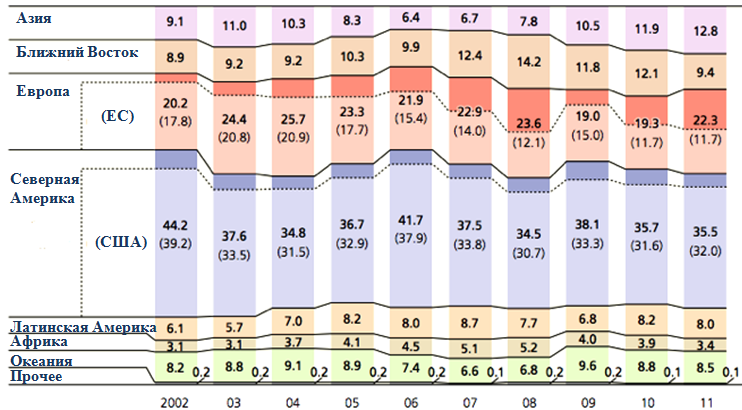 Азия 9.1 11.0 10.3 8.3 6.4 6.7 7.8 10.5 11.9 12.8
Ближний Восток 8.9 9.2 9.2 10.3 9.9 12.4 14.2 11.8 12.1 9.4
Европа 20.2 24.4 25.7 23.3 21.9 22.9 23.6 19.0 19.3 22.3
(ЕС) (17.8) (20.8) (20.9) (17.7) (15.4) (14.0) (12.1) (15.0) (11.7) (11.7)
Северная
Америка
44.2 37.6 34.8 36.7 41.7 37.5 34.5 38.1 35.7 35.5
(США) (39.2) (33.5) (31.5) (32.9) (37.9) (33.8) (30.7) (33.3) (31.6) (32.0)
Латинская Америка 6.1 5.7 7.0 8.2 8.0 8.7 7.7 6.8 8.2 8.0
Африка 3.1 3.1 3.7 4.1 4.5 5.1 5.2 4.0 3.9 3.4
Океания 8.2 8.8 9.1 8.9 7.4 6.6 6.8 9.6 8.8 8.5
Прочее 0.2 0.2 0.2 0.2 0.2 0.1 0.2 0.2 0.1 0.1
2002 03 04 05 06 07 08 09 10 11